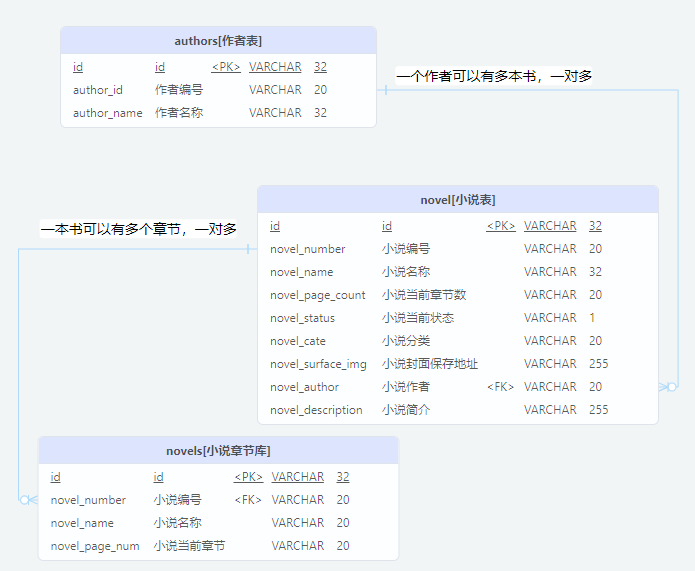 authors[作者表]
id id <PK> VARCHAR 32
author_id 作者编号 VARCHAR 20
author_name 作者名称 VARCHAR 32
一个作者可以有多本书，一对多
novel[小说表]
id id <PK> VARCHAR 32
novel_number 小说编号 VARCHAR 20
novel_name 小说名称 VARCHAR 32
novel_page_count 小说当前章节数 VARCHAR 20
novel_status 小说当前状态 VARCHAR 1
novel_cate 小说分类 VARCHAR 20
novel_surface_img 小说封面保存地址 VARCHAR 255
novel_author 小说作者 <FK> VARCHAR 20
novel_description 小说简介 VARCHAR 255
一本书可以有多个章节，一对多
novels[小说章节库]
id id <PK> VARCHAR 32
novel_number 小说编号 <FK> VARCHAR 20
novel_name 小说名称 VARCHAR 20
novel_page_num 小说当前章节 VARCHAR 20